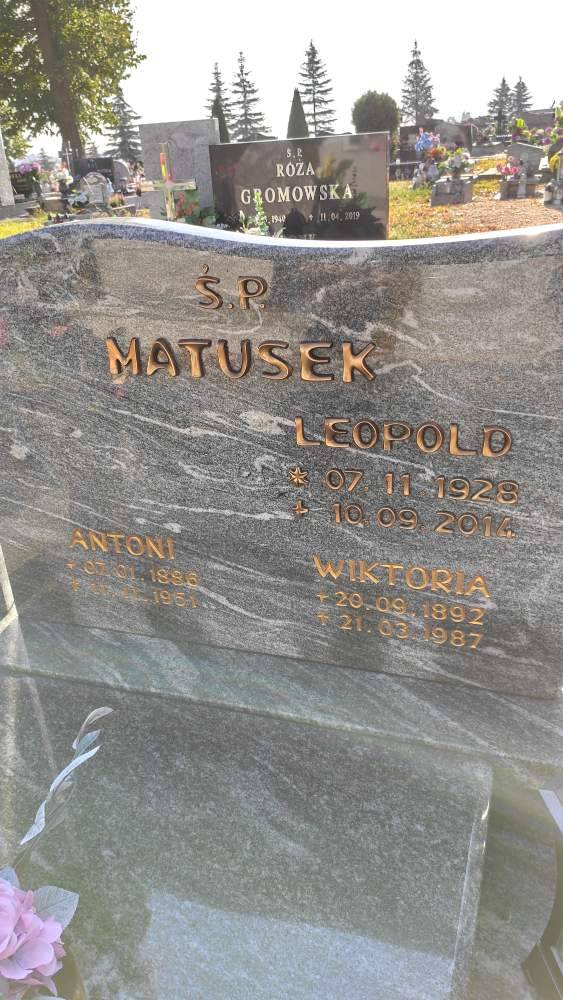 Ś.P.
RÓŻA
GROMOWSKA
1940 + 11.04.2019
Ś.P.
MATUSEK
LEOPOLD
* 07.11.1928
+ 10.09.2014
ANTONI
+ 07.01.1886
WIKTORIA
+ 20.09.1892
+ 21.03.1987